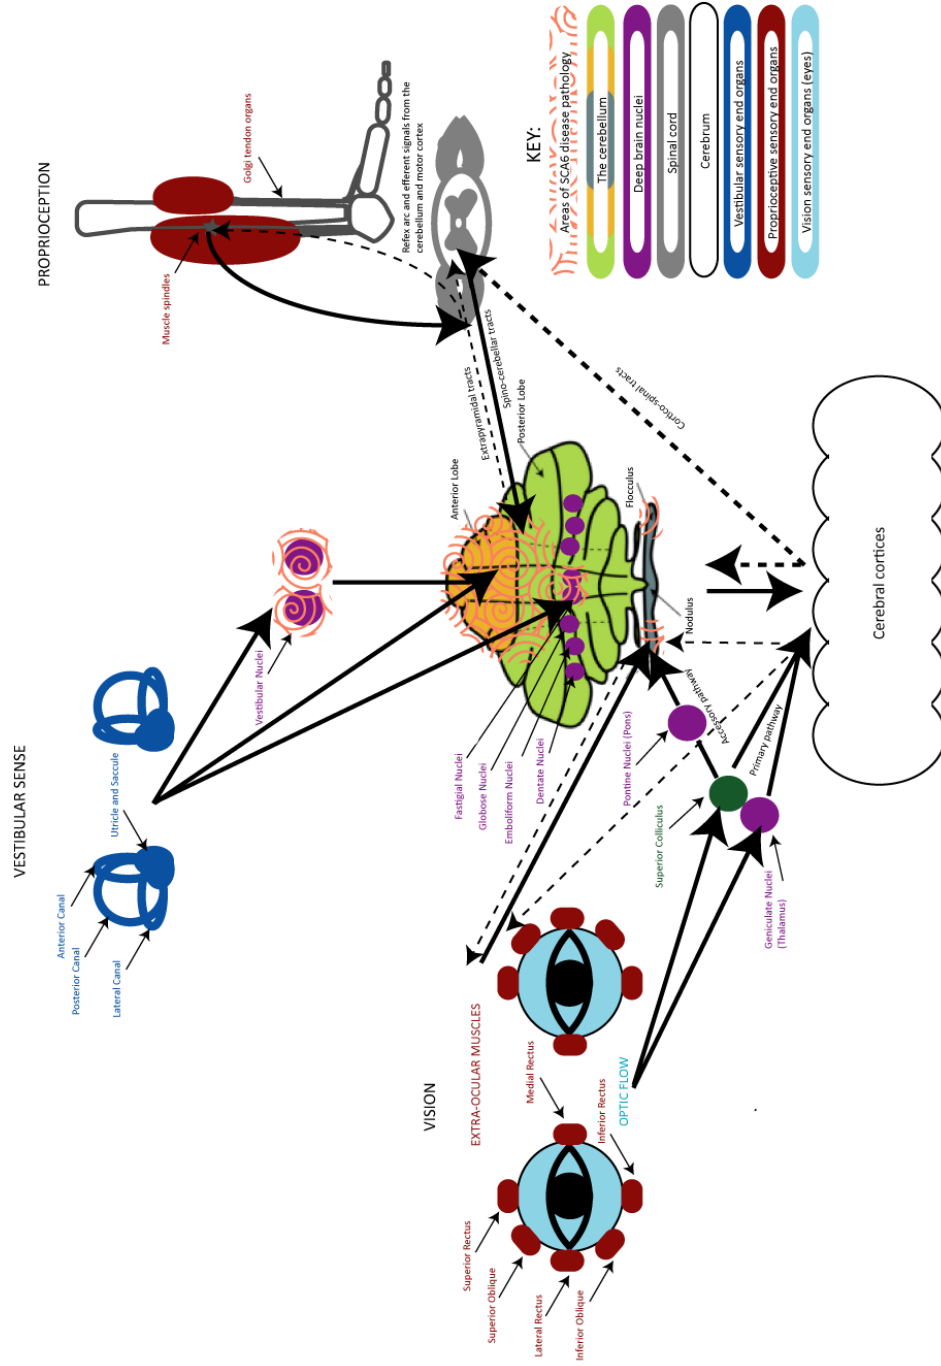 VESTIBULAR SENSE
Anterior Canal
Posterior Canal
Lateral Canal
Utricle and Saccule
Vestibular Nuclei
PROPRIOCEPTION
Muscle spindles
Golgi tendon organs
Refex arc and efferent signals from the
cerebellum and motor cortex
Extrapyramidal tracts
Spino-cerebellar tracts
Cortico-spinal tracts
Anterior Lobe
Posterior Lobe
Flocculus
Nodulus
Fastigial Nuclei
Globose Nuclei
Emboliform Nuclei
Dentate Nuclei
Pontine Nuclei (Pons)
Accessory pathway
Primary pathway
Superior Colliculus
Geniculate Nuclei
(Thalamus)
VISION
EXTRA-OCULAR MUSCLES
Superior Rectus
Superior Oblique
Lateral Rectus
Inferior Oblique
Medial Rectus
Inferior Rectus
OPTIC FLOW
Cerebral cortices
KEY:
Areas of SCA6 disease pathology
The cerebellum
Deep brain nuclei
Spinal cord
Cerebrum
Vestibular sensory end organs
Proprioceptive sensory end organs
Vision sensory end organs (eyes)